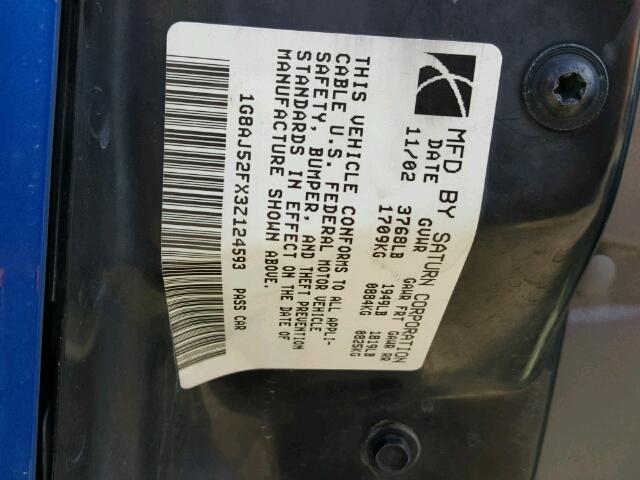 MFD BY SATURN CORPORATION
DATE GVWR GAWR FRT GAWR RR
11/02 3768LB 1949LB 1819LB
1709KG 0884KG 0825KG
THIS VEHICLE CONFORMS TO ALL APPLI-
CABLE U.S. FEDERAL MOTOR VEHICLE
SAFETY, BUMPER, AND THEFT PREVENTION
STANDARDS IN EFFECT ON THE DATE OF
MANUFACTURE SHOWN ABOVE.
1G8AJ52FX3Z124593 PASS CAR